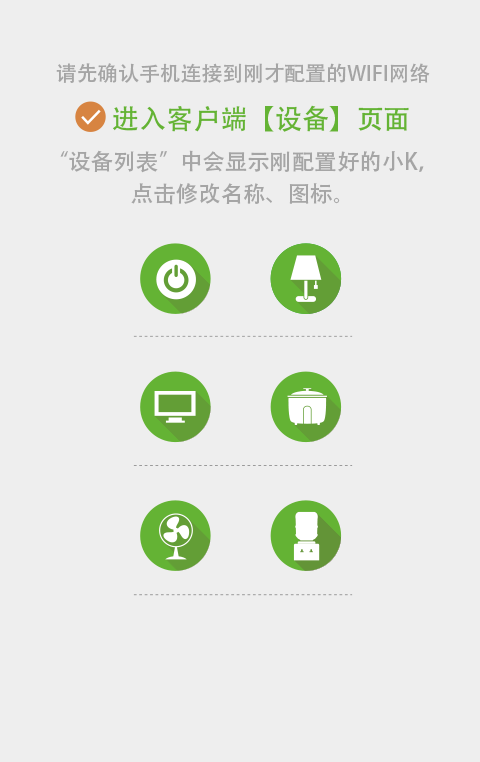 请先确认手机连接到刚才配置的WIFI网络
进入客户端【设备】页面
“设备列表”中会显示刚配置好的小K,
点击修改名称、图标。